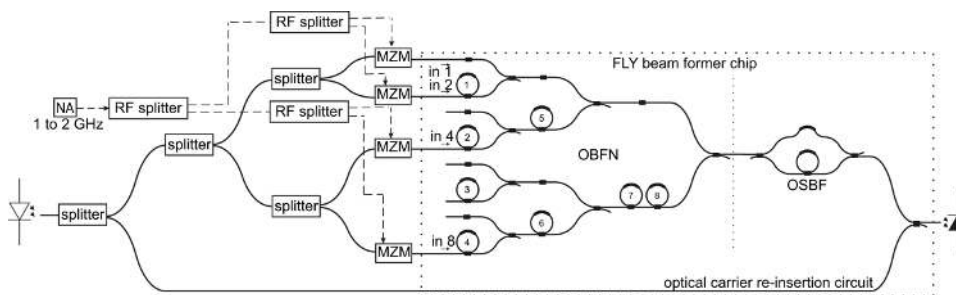 RF splitter
MZM
in 1
FLY beam former chip
splitter
1
in 2
MZM
NA
RF splitter
RF splitter
1 to 2 GHz
5
splitter
MZM
in 4
2
OBFN
OSBF
3
splitter
splitter
7
8
6
MZM
in 8
4
optical carrier re-insertion circuit